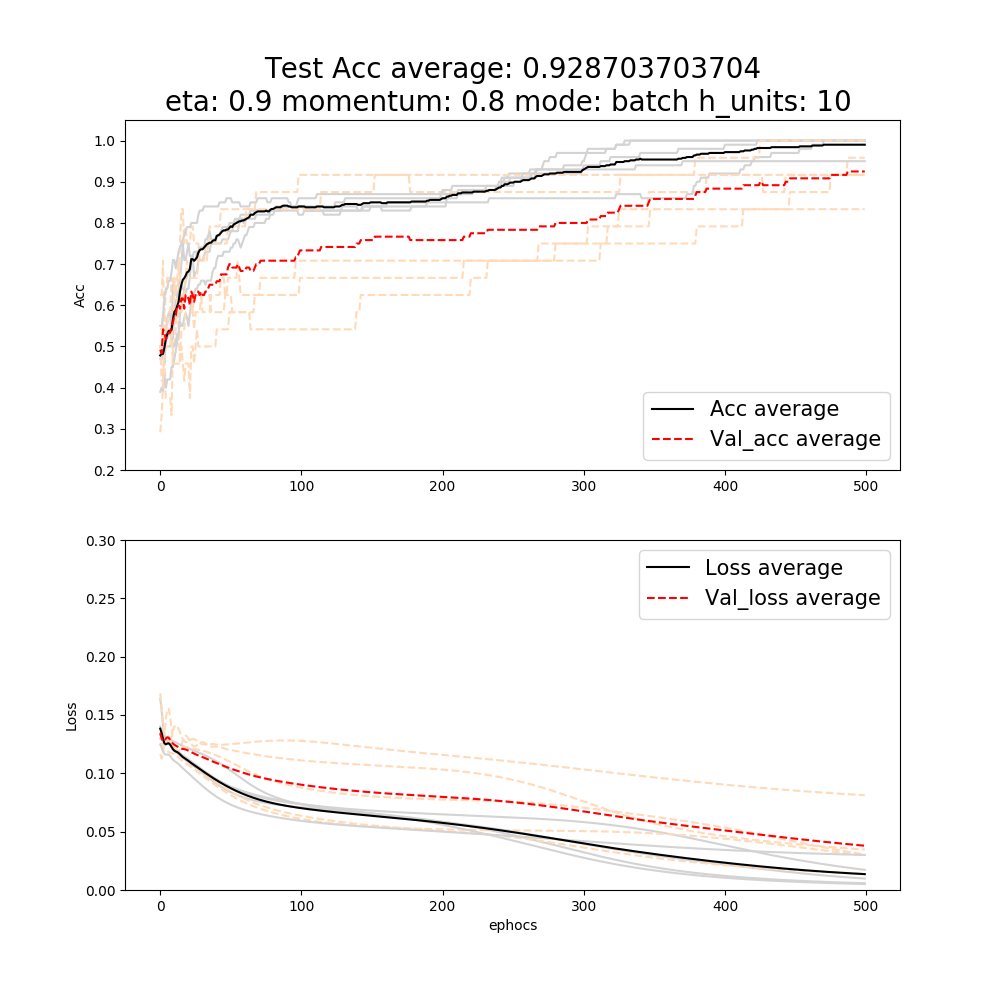 Test Acc average: 0.928703703704
eta: 0.9 momentum: 0.8 mode: batch h_units: 10
1.0
0.9
0.8
0.7
0.6
0.5
0.4
0.3
0.2
Acc
Acc average
Val_acc average
0 100 200 300 400 500
0.30
0.25
0.20
0.15
0.10
0.05
0.00
Loss
Loss average
Val_loss average
0 100 200 300 400 500
ephocs